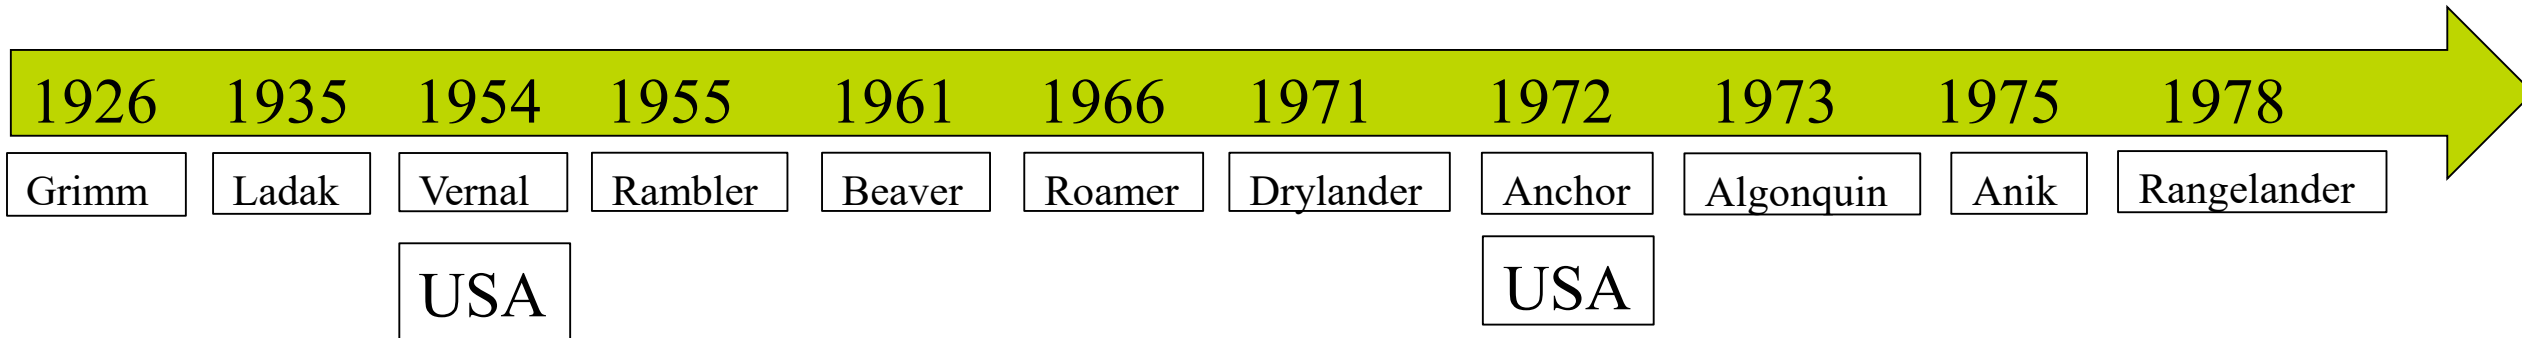 1926 1935 1954 1955 1961 1966 1971 1972 1973 1975 1978
Grimm Ladak Vernal Rambler Beaver Roamer Drylander Anchor Algonquin Anik Rangelander
USA USA